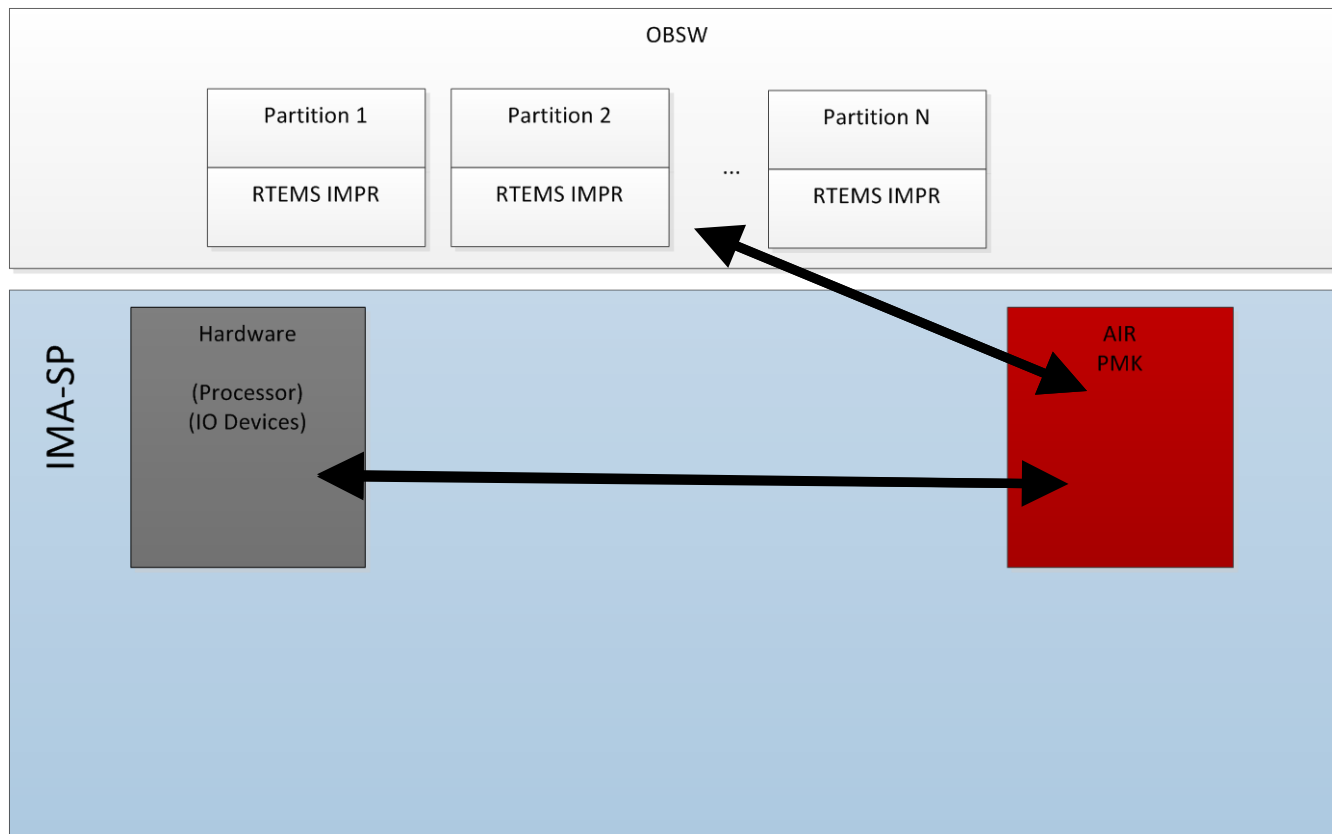 OBSW
Partition 1
RTEMS IMPR
Partition 2
RTEMS IMPR
...
Partition N
RTEMS IMPR
IMA-SP
Hardware
(Processor)
(IO Devices)
AIR
PMK